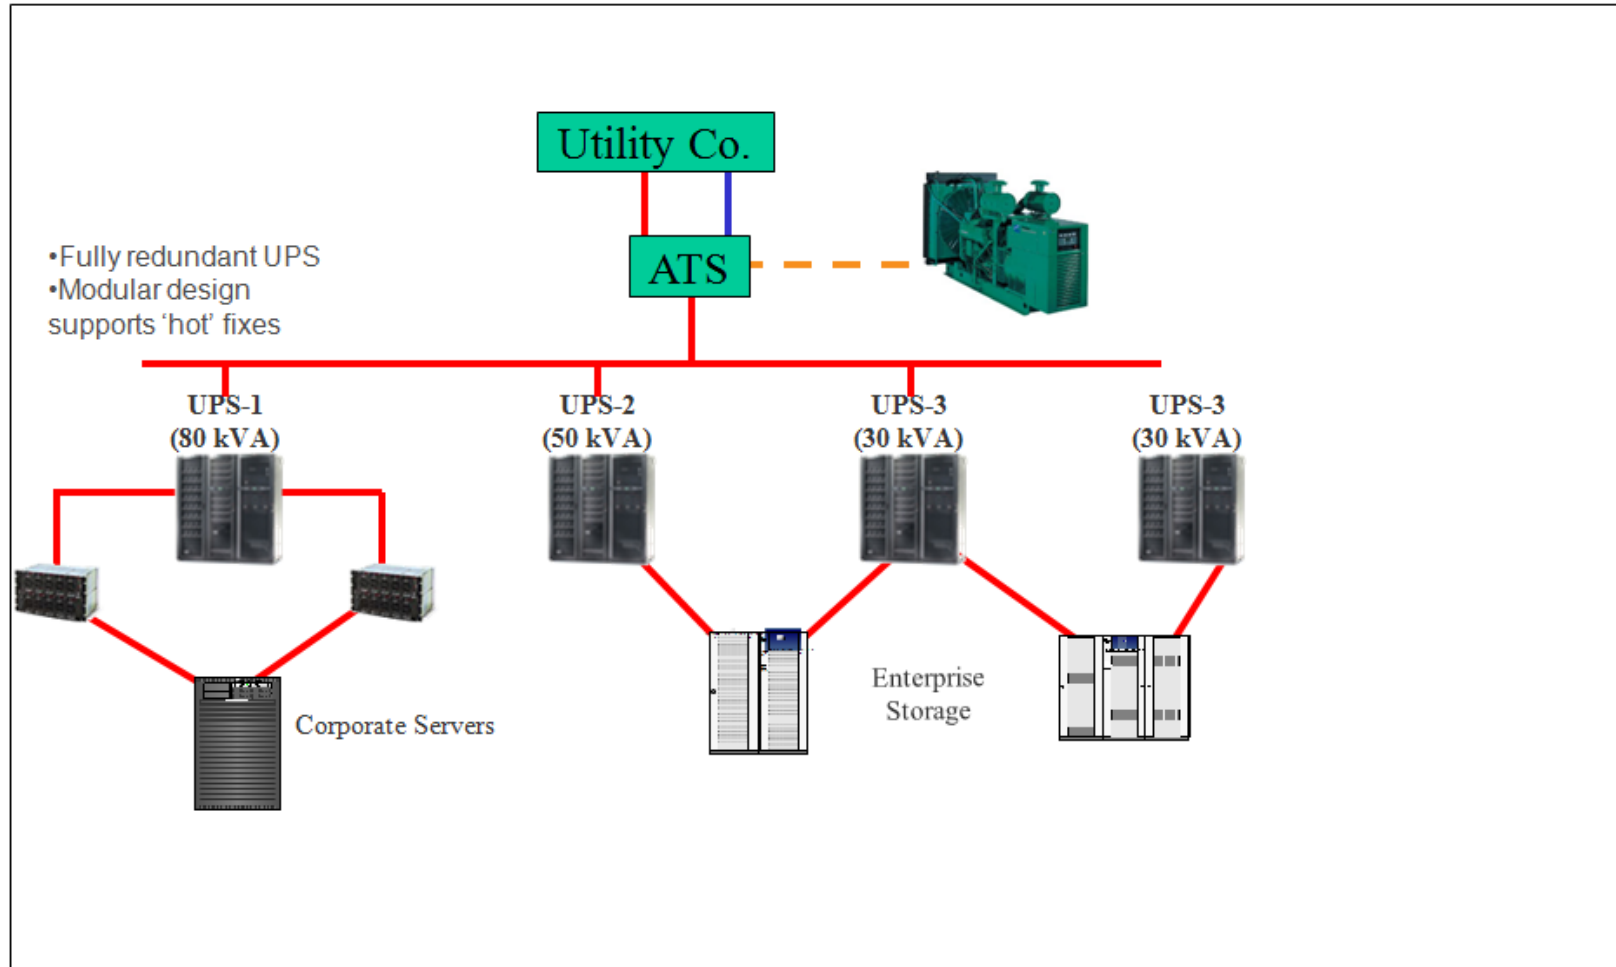 Utility Co.
ATS
•Fully redundant UPS
•Modular design
supports ‘hot’ fixes
UPS-1
(80 kVA)
UPS-2
(50 kVA)
UPS-3
(30 kVA)
UPS-3
(30 kVA)
Enterprise
Storage
Corporate Servers